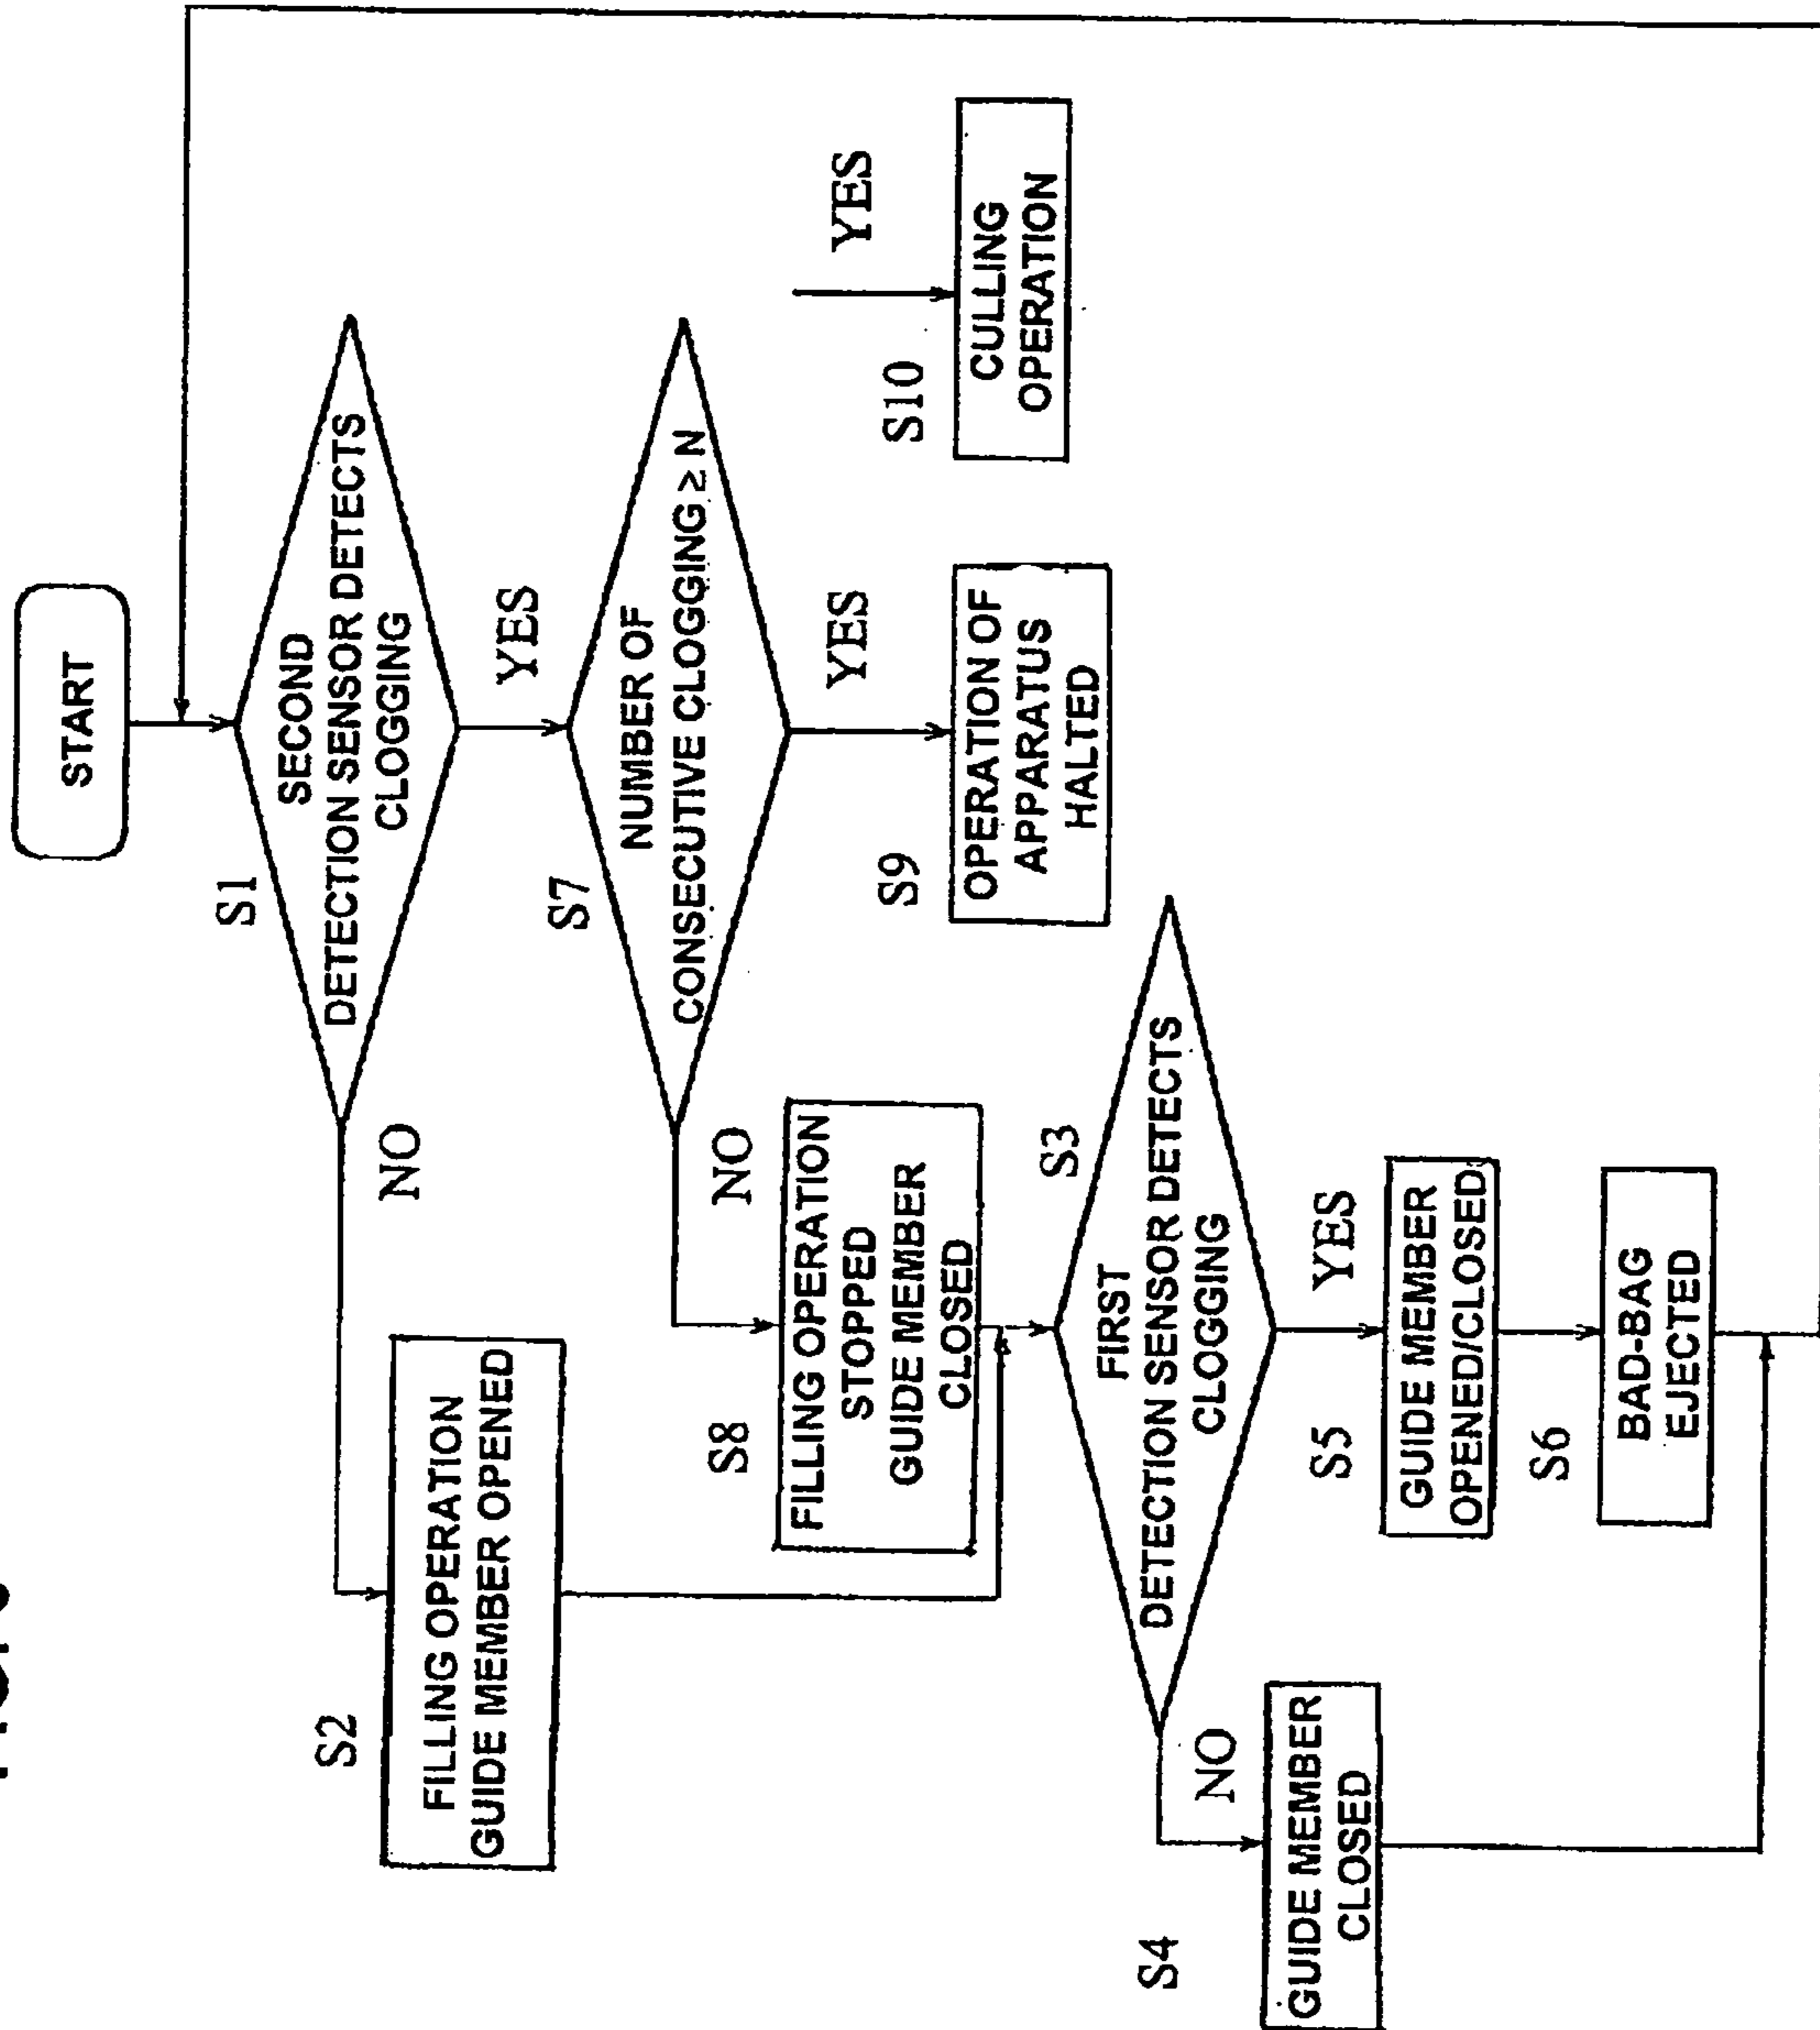 START
S1
SECOND
DETECTION SENSOR DETECTS
CLOGGING
NO
YES
S2
FILLING OPERATION
GUIDE MEMBER OPENED
S7
NUMBER OF
CONSECUTIVE CLOGGING ≥ N
NO
YES
YES
S8
FILLING OPERATION
STOPPED
GUIDE MEMBER
CLOSED
S9
OPERATION OF
APPARATUS
HALTED
S10
CULLING
OPERATION
S3
FIRST
DETECTION SENSOR DETECTS
CLOGGING
NO
YES
S4
GUIDE MEMBER
CLOSED
S5
GUIDE MEMBER
OPENED/CLOSED
S6
BAD-BAG
EJECTED